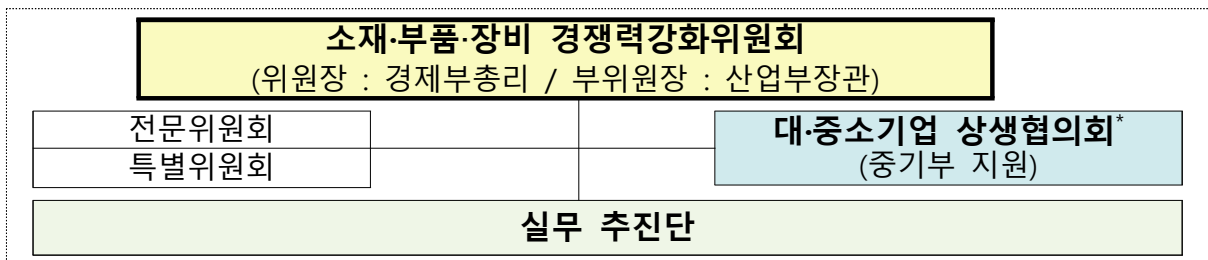 소재·부품·장비 경쟁력강화위원회
(위원장 : 경제부총리 / 부위원장 : 산업부장관)
전문위원회
특별위원회
대·중소기업 상생협의회*
(중기부 지원)
실무 추진단